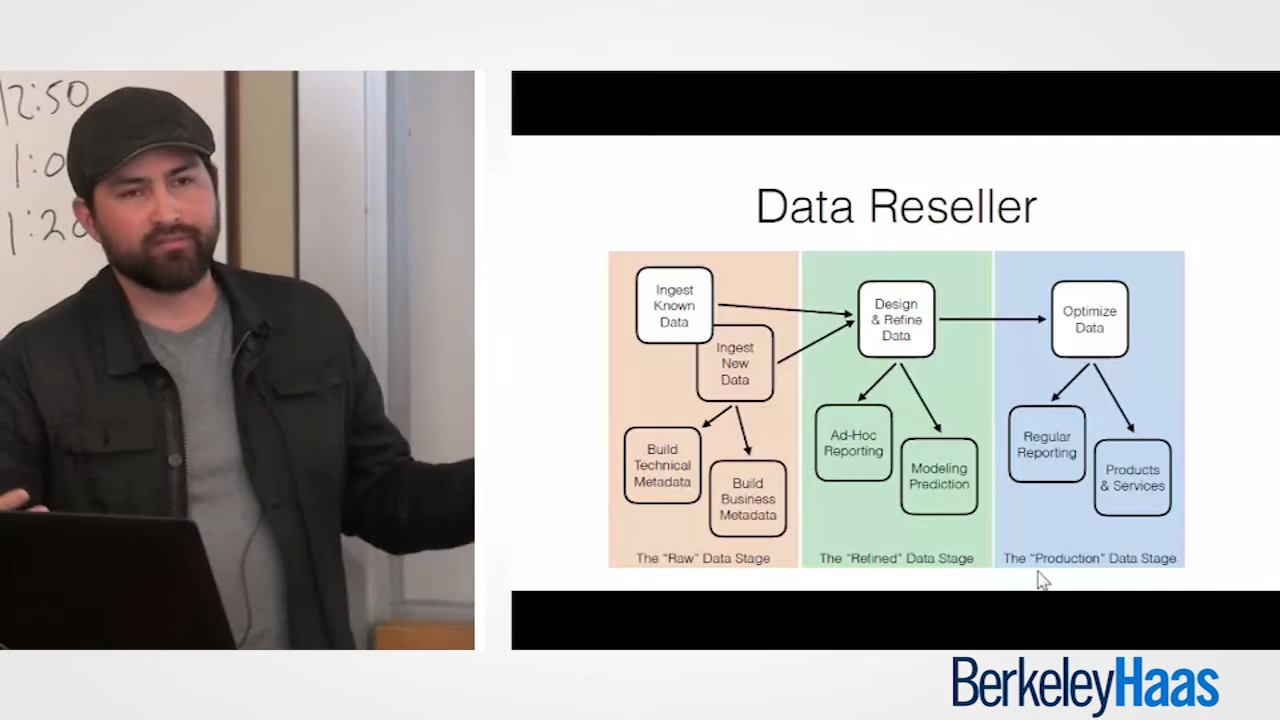 12:50
1:0
1:20
Data Reseller
Ingest
Known
Data
Ingest
New
Data
Build
Technical
Metadata
Build
Business
Metadata
The "Raw" Data Stage
Design
& Refine
Data
Ad-Hoc
Reporting
Modeling
Prediction
The "Refined" Data Stage
Optimize
Data
Regular
Reporting
Products
& Services
The "Production" Data Stage
BerkeleyHaas